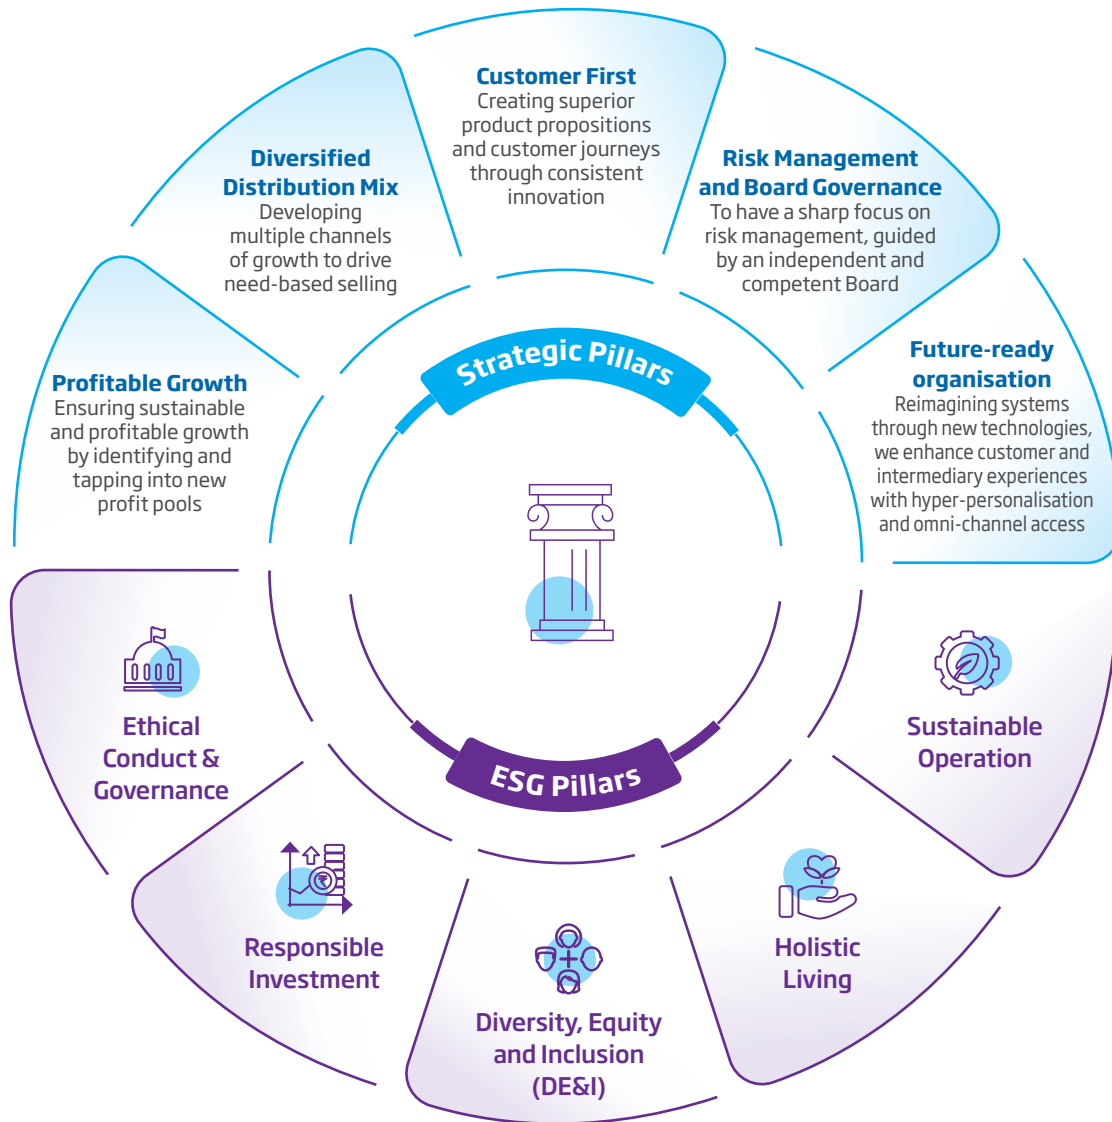 Customer First
Creating superior
product propositions
and customer journeys
through consistent
innovation
Diversified
Distribution Mix
Developing
multiple channels
of growth to drive
need-based selling
Risk Management
and Board Governance
To have a sharp focus on
risk management, guided
by an independent and
competent Board
Profitable Growth
Ensuring sustainable
and profitable growth
by identifying and
tapping into new
profit pools
Future-ready
organisation
Reimagining systems
through new technologies,
we enhance customer and
intermediary experiences
with hyper-personalisation
and omni-channel access
Strategic Pillars
ESG Pillars
Ethical
Conduct &
Governance
₹
Responsible
Investment
Diversity, Equity
and Inclusion
(DE&I)
Holistic
Living
Sustainable
Operation